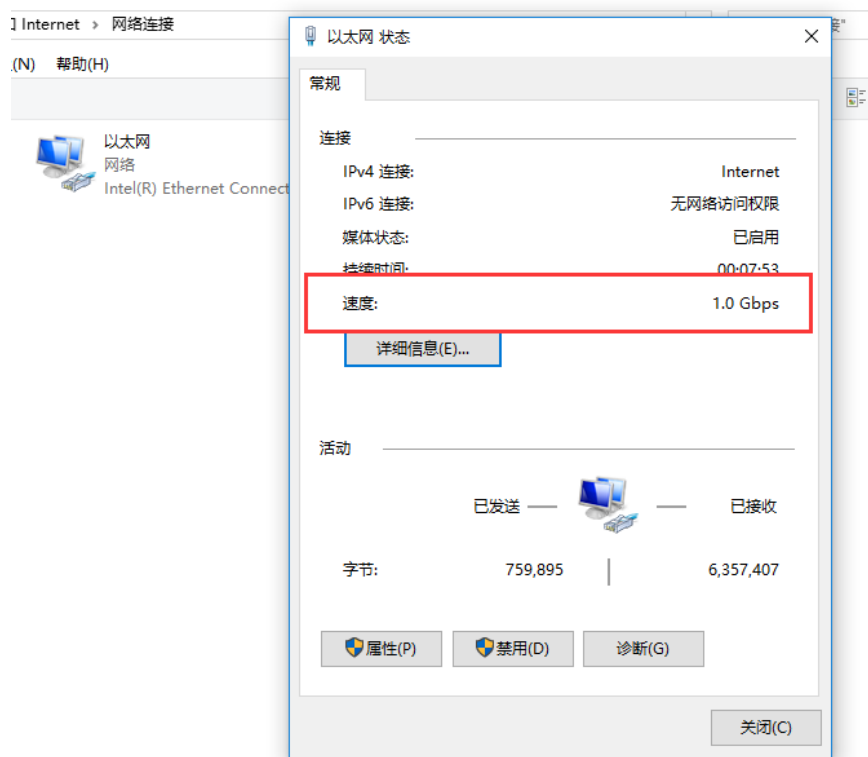 Internet › 网络连接
以太网 状态
(N) 帮助(H)
常规
以太网
网络
Intel(R) Ethernet Connect
连接
IPv4 连接: Internet
IPv6 连接: 无网络访问权限
媒体状态: 已启用
持续时间: 00:07:53
速度: 1.0 Gbps
详细信息(E)...
活动
已发送 — — 已接收
字节: 759,895 | 6,357,407
属性(P) 禁用(D) 诊断(G)
关闭(C)